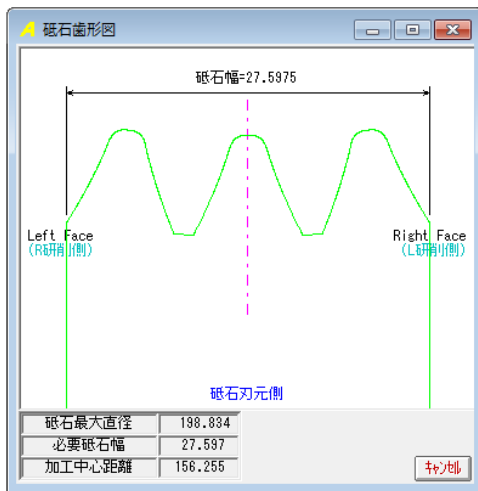 砥石歯形図
砥石幅=27.5975
Left Face
(R研削側)
Right Face
(L研削側)
砥石刃元側
砥石最大直径 198.834
必要砥石幅 27.597
加工中心距離 156.255
キャンセル